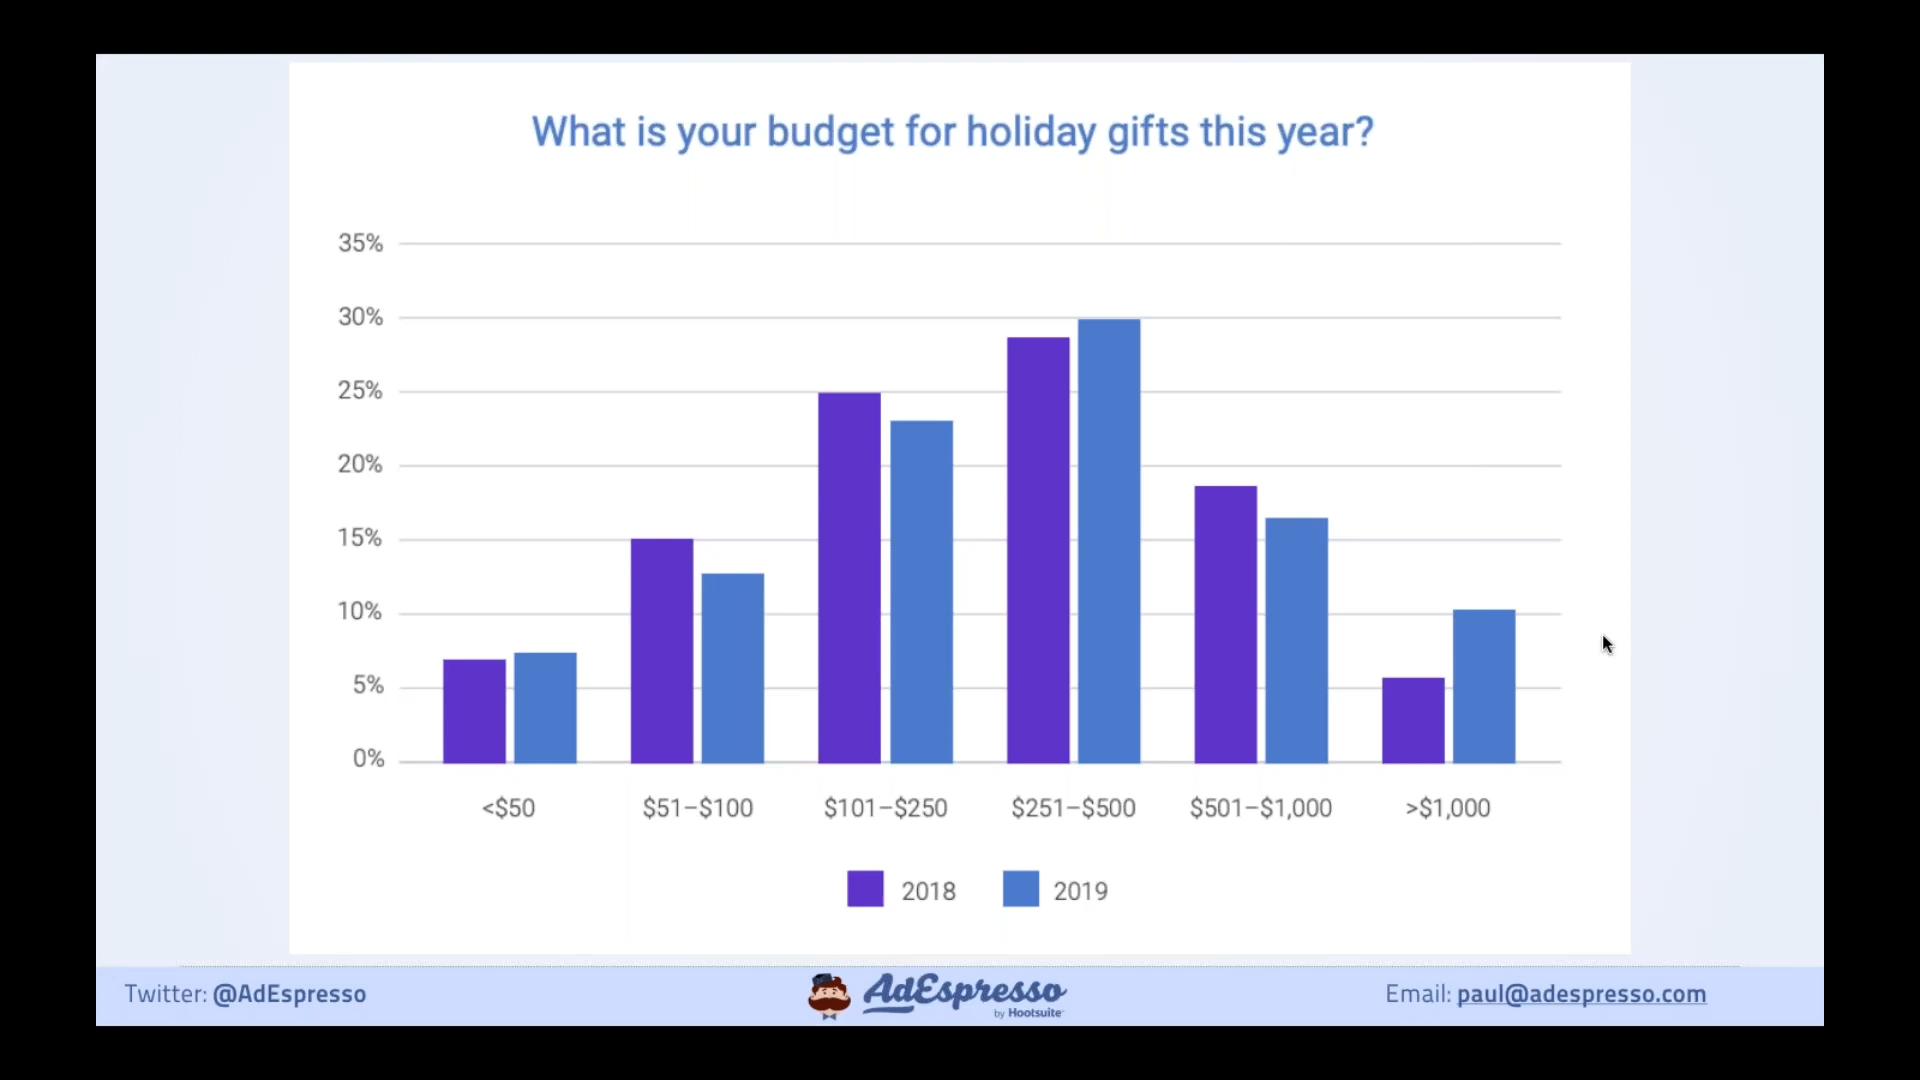 What is your budget for holiday gifts this year?
35%
30%
25%
20%
15%
10%
5%
0%
<$50 $51–$100 $101–$250 $251–$500 $501–$1,000 >$1,000
2018 2019
Twitter: @AdEspresso
AdEspresso
by Hootsuite
Email: paul@adespresso.com